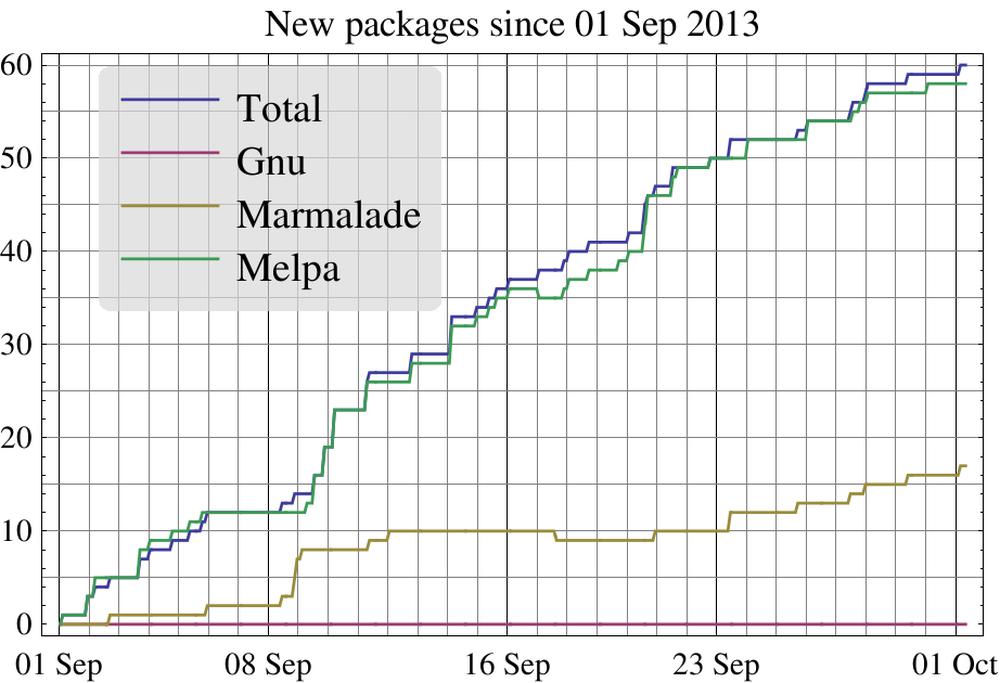 New packages since 01 Sep 2013
60
50
40
30
20
10
0
Total
Gnu
Marmalade
Melpa
01 Sep 08 Sep 16 Sep 23 Sep 01 Oct